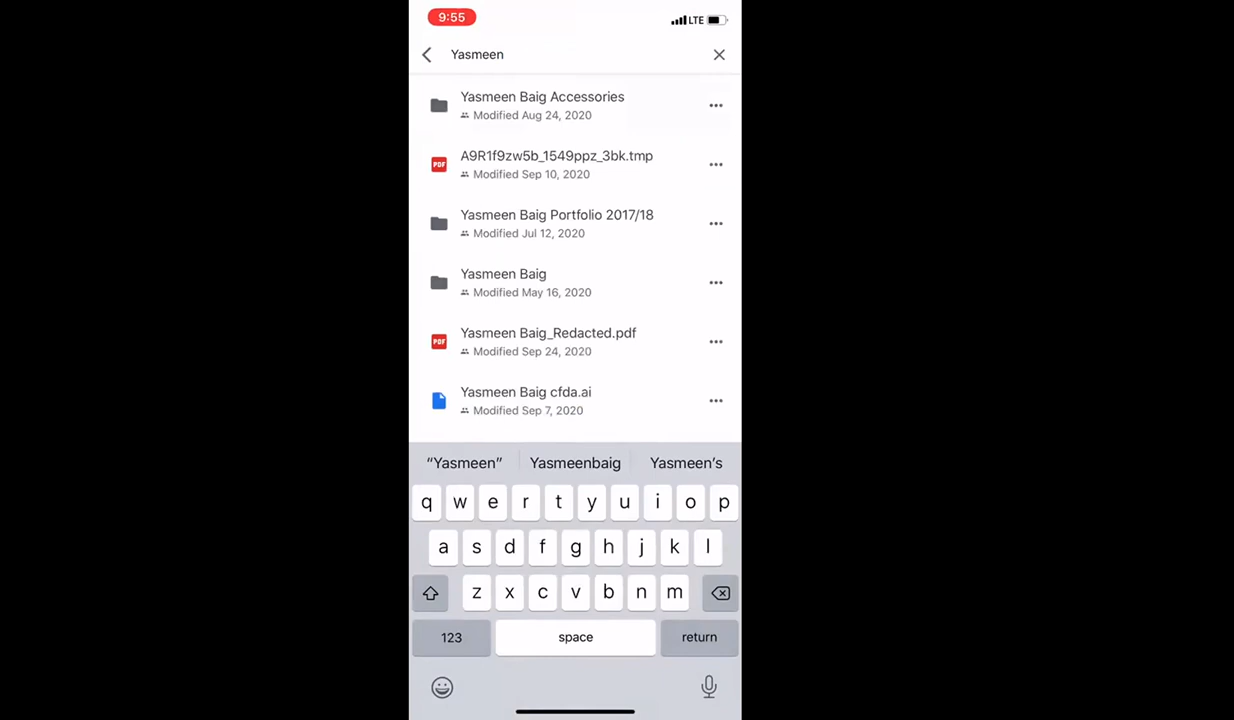 9:55
LTE
Yasmeen
Yasmeen Baig Accessories
Modified Aug 24, 2020
PDF
A9R1f9zw5b_1549ppz_3bk.tmp
Modified Sep 10, 2020
Yasmeen Baig Portfolio 2017/18
Modified Jul 12, 2020
Yasmeen Baig
Modified May 16, 2020
PDF
Yasmeen Baig_Redacted.pdf
Modified Sep 24, 2020
Yasmeen Baig cfda.ai
Modified Sep 7, 2020
“Yasmeen” Yasmeenbaig Yasmeen’s
q w e r t y u i o p
a s d f g h j k l
z x c v b n m
123 space return